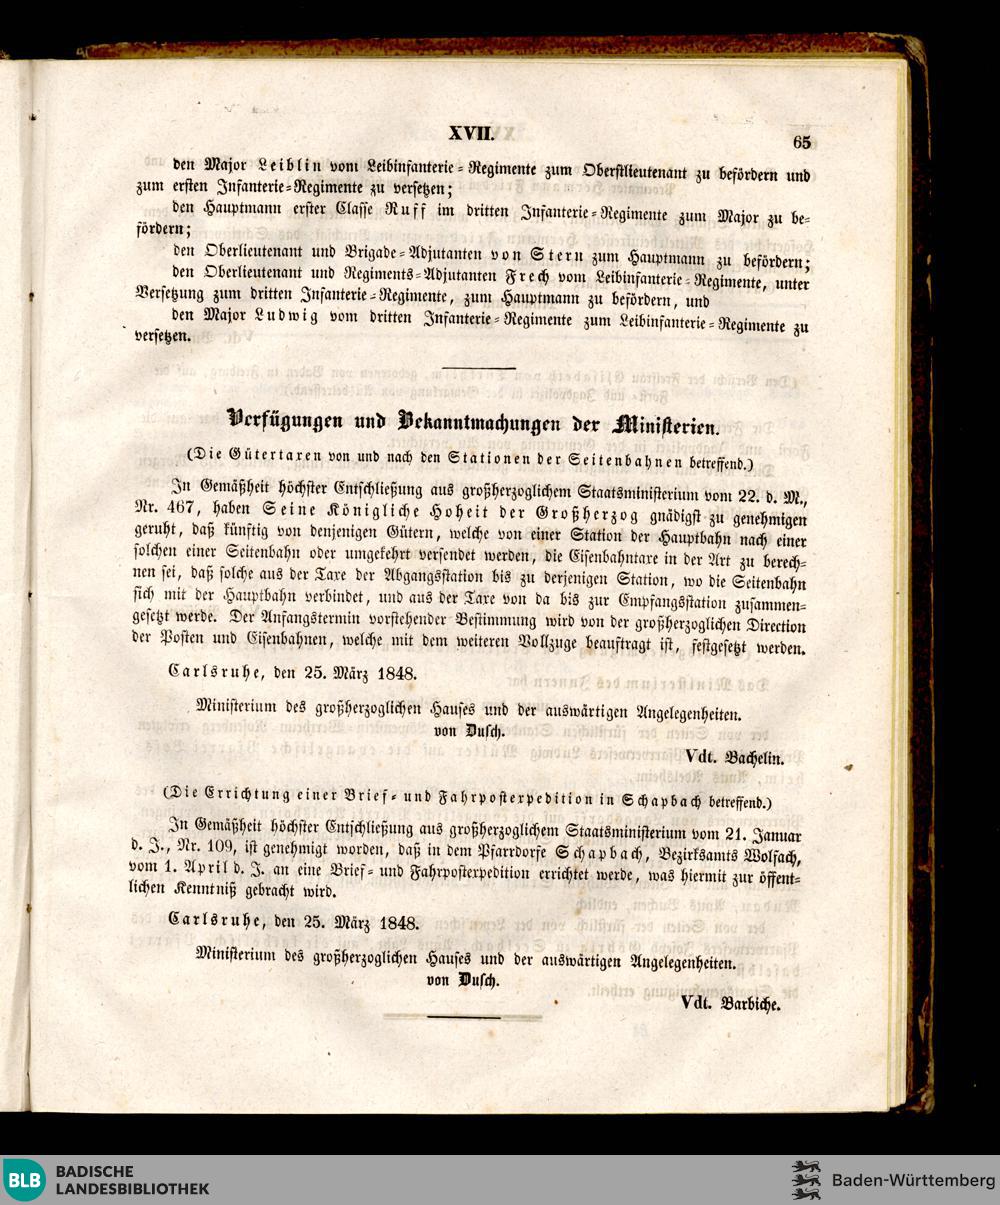 XVII.
65
den Major Leiblin vom Leibinfanterie-Regimente zum Oberstlieutenant zu befördern und
zum ersten Infanterie-Regimente zu versetzen;
den Hauptmann erster Classe Ruff im dritten Infanterie-Regimente zum Major zu be-
fördern;
den Oberlieutenant und Brigade-Adjutanten von Stern zum Hauptmann zu befördern;
den Oberlieutenant und Regiments-Adjutanten Frech vom Leibinfanterie-Regimente, unter
Versetzung zum dritten Infanterie-Regimente, zum Hauptmann zu befördern, und
den Major Ludwig vom dritten Infanterie-Regimente zum Leibinfanterie-Regimente zu
versetzen.
Verfügungen und Bekanntmachungen der Ministerien.
(Die Gütertaxen von und nach den Stationen der Seitenbahnen betreffend.)
In Gemäßheit höchster Entschließung aus großherzoglichem Staatsministerium vom 22. d. M.,
Nr. 467, haben Seine Königliche Hoheit der Großherzog gnädigst zu genehmigen
geruht, daß künftig von denjenigen Gütern, welche von einer Station der Hauptbahn nach einer
solchen einer Seitenbahn oder umgekehrt versendet werden, die Eisenbahntaxe in der Art zu berech-
nen sei, daß solche aus der Taxe der Abgangsstation bis zu derjenigen Station, wo die Seitenbahn
sich mit der Hauptbahn verbindet, und aus der Taxe von da bis zur Empfangsstation zusammen-
gesetzt werde. Der Anfangstermin vorstehender Bestimmung wird von der großherzoglichen Direction
der Posten und Eisenbahnen, welche mit dem weiteren Vollzuge beauftragt ist, festgesetzt werden.
Carlsruhe, den 25. März 1848.
Ministerium des großherzoglichen Hauses und der auswärtigen Angelegenheiten.
von Dusch.
Vdt. Bachelin.
(Die Errichtung einer Brief- und Fahrpostexpedition in Schapbach betreffend.)
In Gemäßheit höchster Entschließung aus großherzoglichem Staatsministerium vom 21. Januar
d. J., Nr. 109, ist genehmigt worden, daß in dem Pfarrdorfe Schapbach, Bezirksamts Wolfach,
vom 1. April d. J. an eine Brief- und Fahrpostexpedition errichtet werde, was hiermit zur öffent-
lichen Kenntniß gebracht wird.
Carlsruhe, den 25. März 1848.
Ministerium des großherzoglichen Hauses und der auswärtigen Angelegenheiten.
von Dusch.
Vdt. Barbiche.
BLB
BADISCHE
LANDESBIBLIOTHEK
Baden-Württemberg